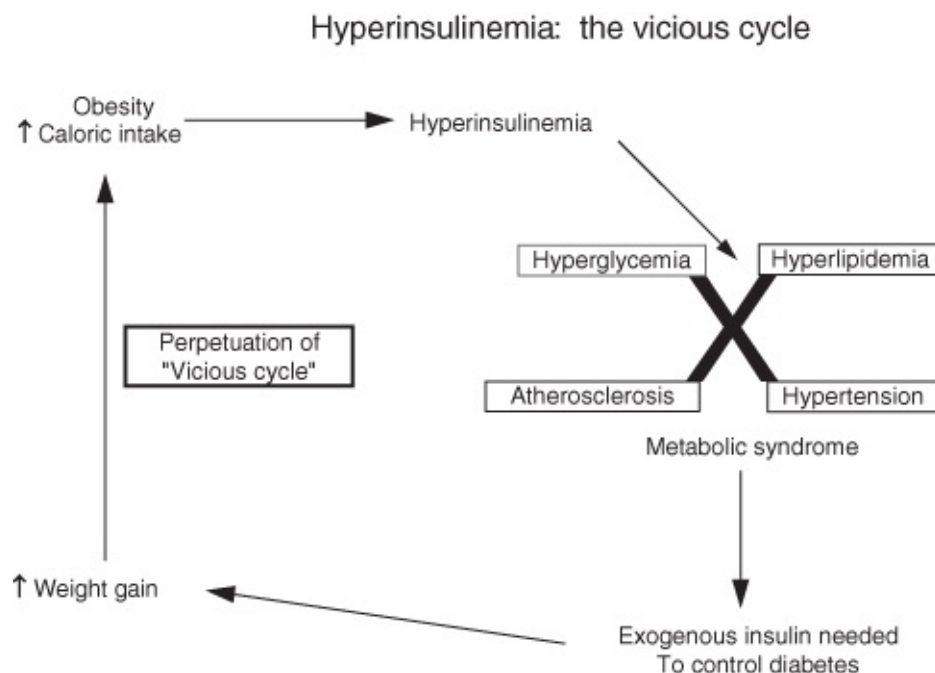 Hyperinsulinemia: the vicious cycle
Obesity
↑ Caloric intake
Hyperinsulinemia
Hyperglycemia
Hyperlipidemia
Perpetuation of
"Vicious cycle"
Atherosclerosis
Hypertension
Metabolic syndrome
↑ Weight gain
Exogenous insulin needed
To control diabetes